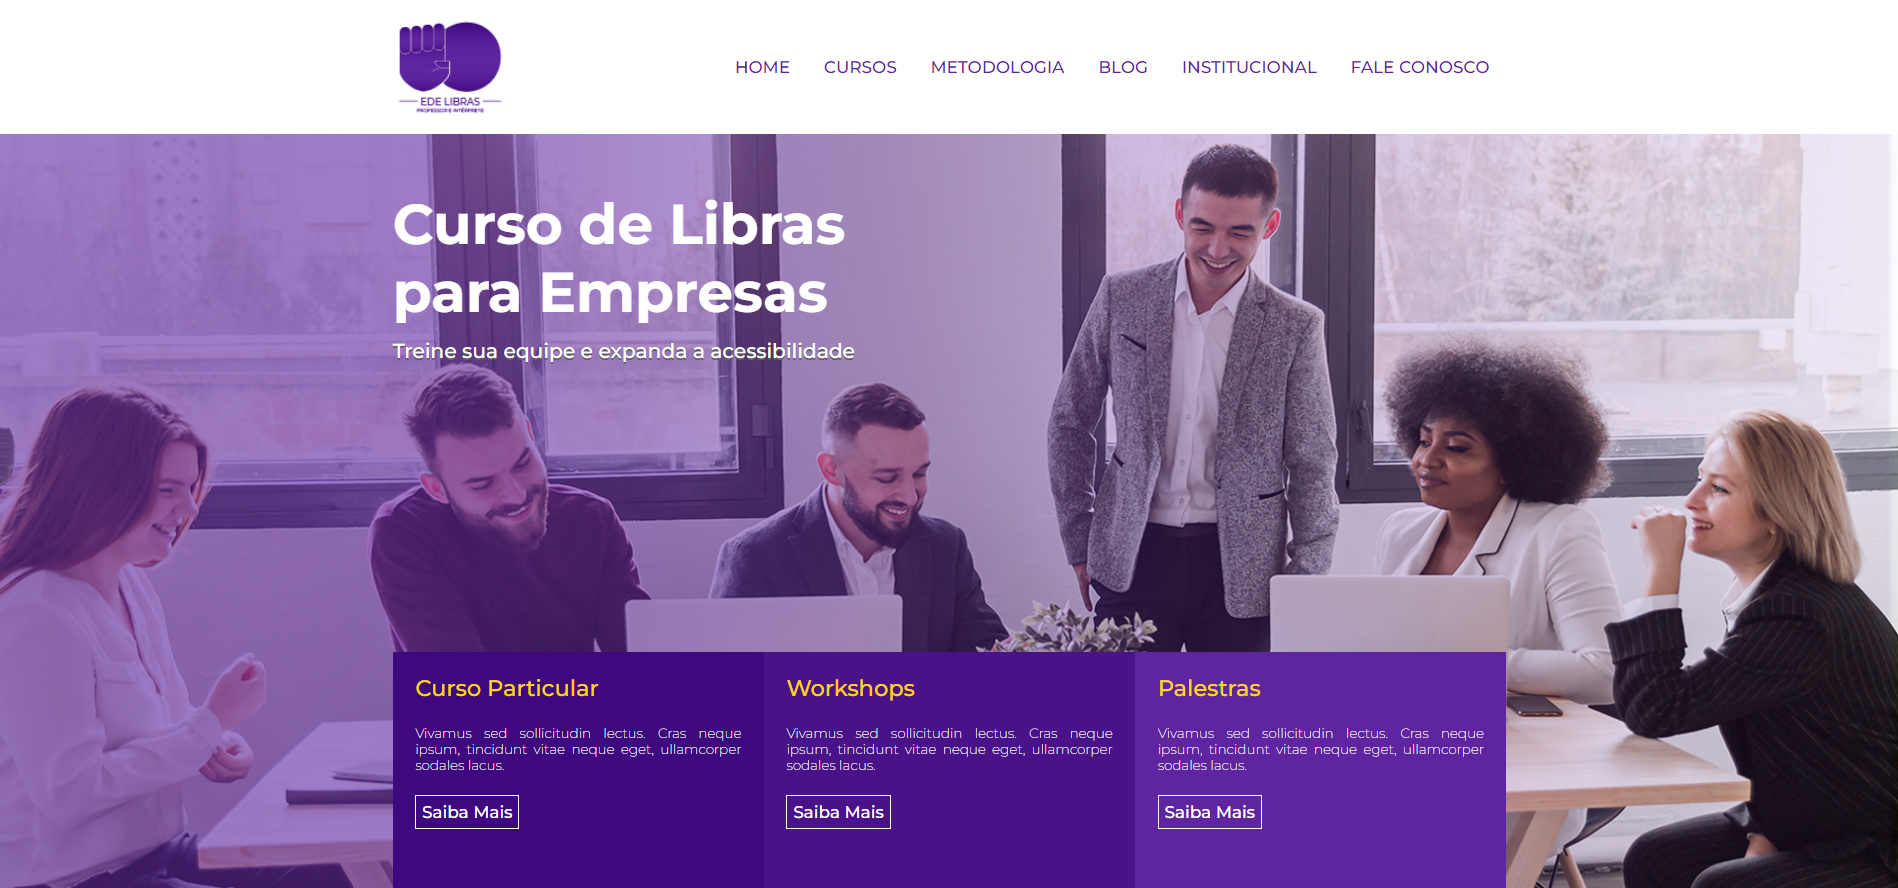 EDE LIBRAS
PROFESSOR E INTÉRPRETE
HOME
CURSOS
METODOLOGIA
BLOG
INSTITUCIONAL
FALE CONOSCO
Curso de Libras
para Empresas
Treine sua equipe e expanda a acessibilidade
Curso Particular
Vivamus sed sollicitudin lectus. Cras neque
ipsum, tincidunt vitae neque eget, ullamcorper
sodales lacus.
Saiba Mais
Workshops
Vivamus sed sollicitudin lectus. Cras neque
ipsum, tincidunt vitae neque eget, ullamcorper
sodales lacus.
Saiba Mais
Palestras
Vivamus sed sollicitudin lectus. Cras neque
ipsum, tincidunt vitae neque eget, ullamcorper
sodales lacus.
Saiba Mais